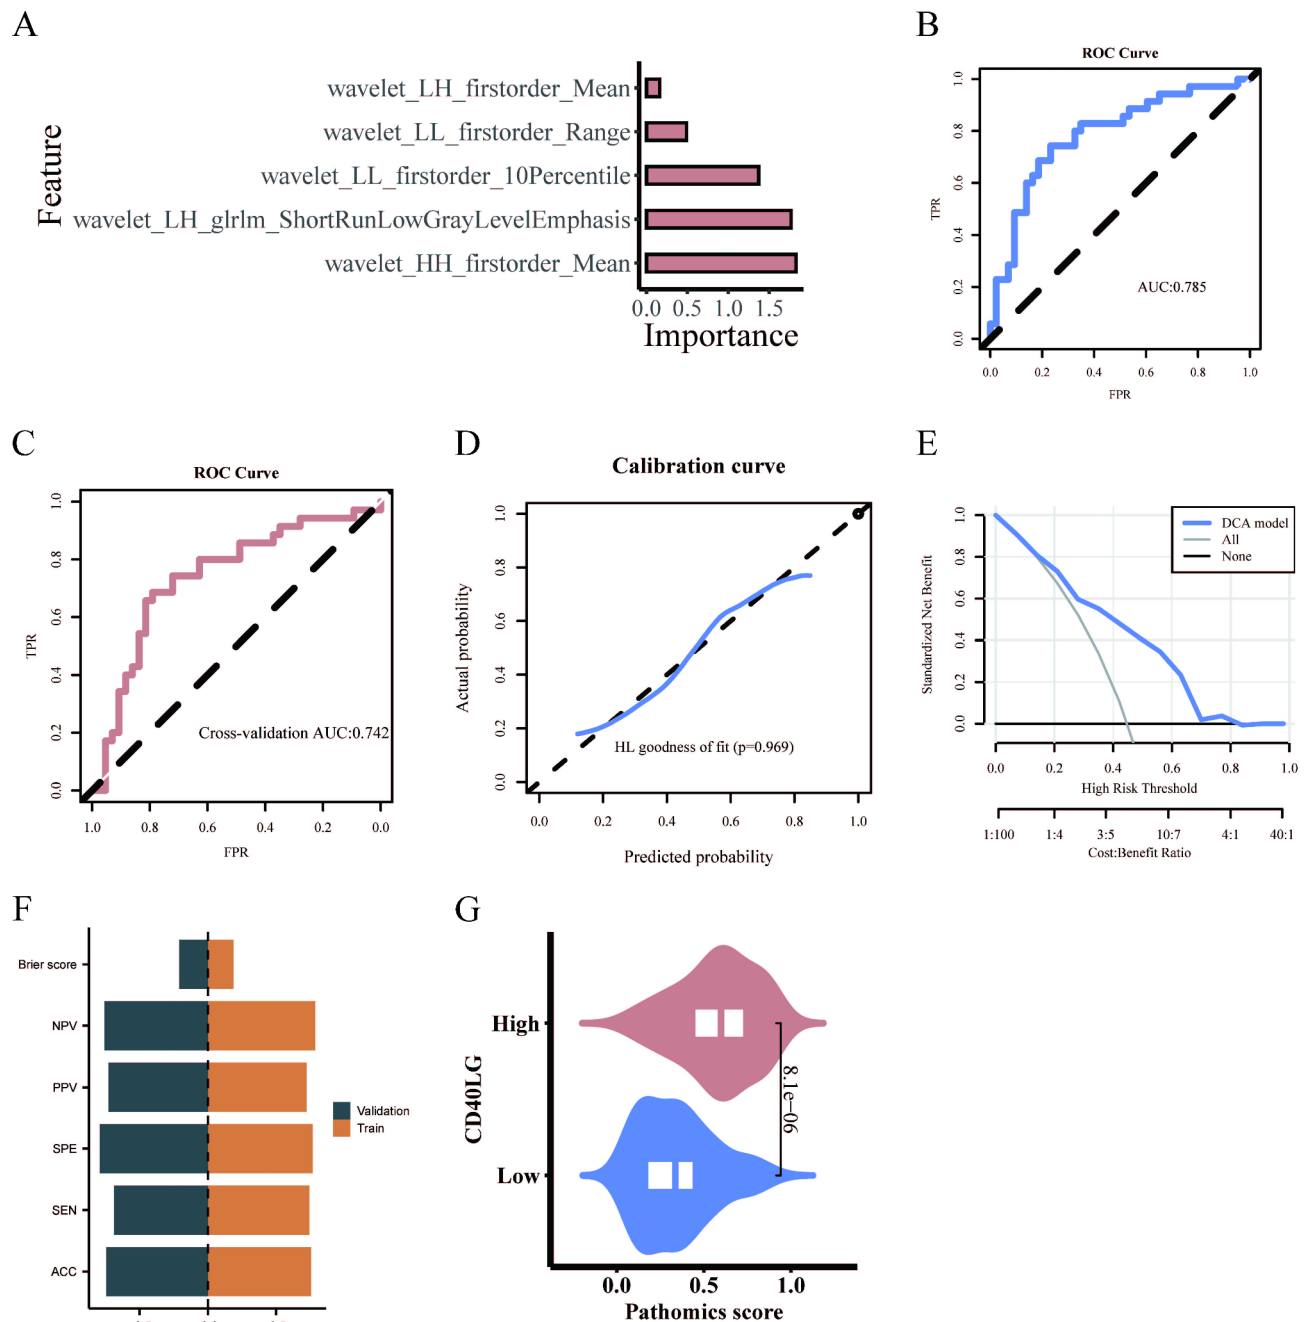 A
Feature
wavelet_LH_firstorder_Mean
wavelet_LL_firstorder_Range
wavelet_LL_firstorder_10Percentile
wavelet_LH_glrlm_ShortRunLowGrayLevelEmphasis
wavelet_HH_firstorder_Mean
0.0 0.5 1.0 1.5
Importance
B
ROC Curve
TPR
1.0
0.8
0.6
0.4
0.2
0.0
AUC:0.785
0.0 0.2 0.4 0.6 0.8 1.0
FPR
C
ROC Curve
TPR
1.0
0.8
0.6
0.4
0.2
0.0
Cross-validation AUC:0.742
1.0 0.8 0.6 0.4 0.2 0.0
FPR
D
Calibration curve
Actual probability
1.0
0.8
0.6
0.4
0.2
0.0
HL goodness of fit (p=0.969)
0.0 0.2 0.4 0.6 0.8 1.0
Predicted probability
E
Standardized Net Benefit
1.0
0.8
0.6
0.4
0.2
0.0
DCA model
All
None
0.0 0.2 0.4 0.6 0.8 1.0
High Risk Threshold
1:100 1:4 3:5 10:7 4:1 40:1
Cost:Benefit Ratio
F
Brier score
NPV
PPV
SPE
SEN
ACC
Validation
Train
G
CD40LG
High
Low
8.1e−06
0.0 0.5 1.0
Pathomics score